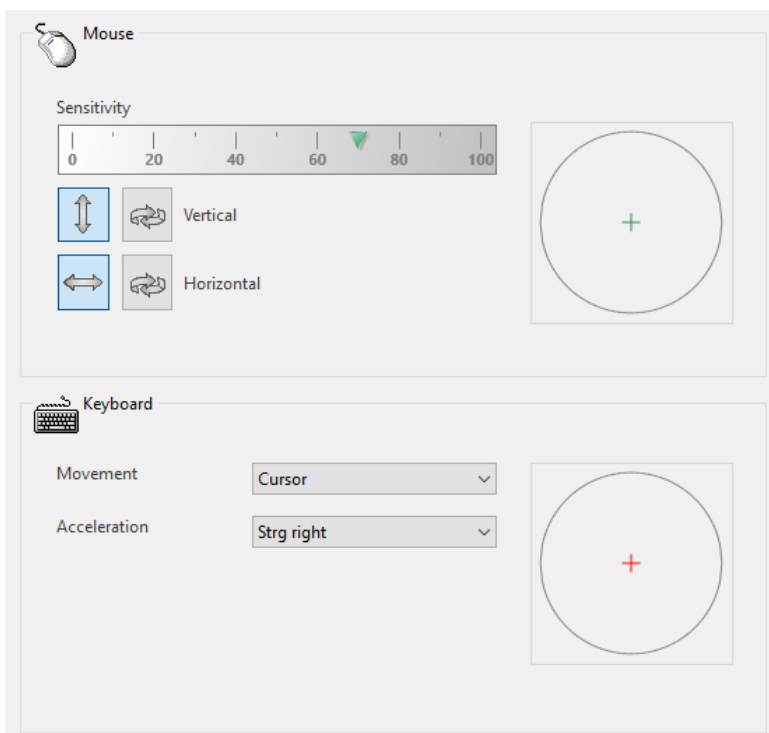 Mouse
Sensitivity
0 20 40 60 80 100
Vertical
Horizontal
Keyboard
Movement Cursor
Acceleration Strg right